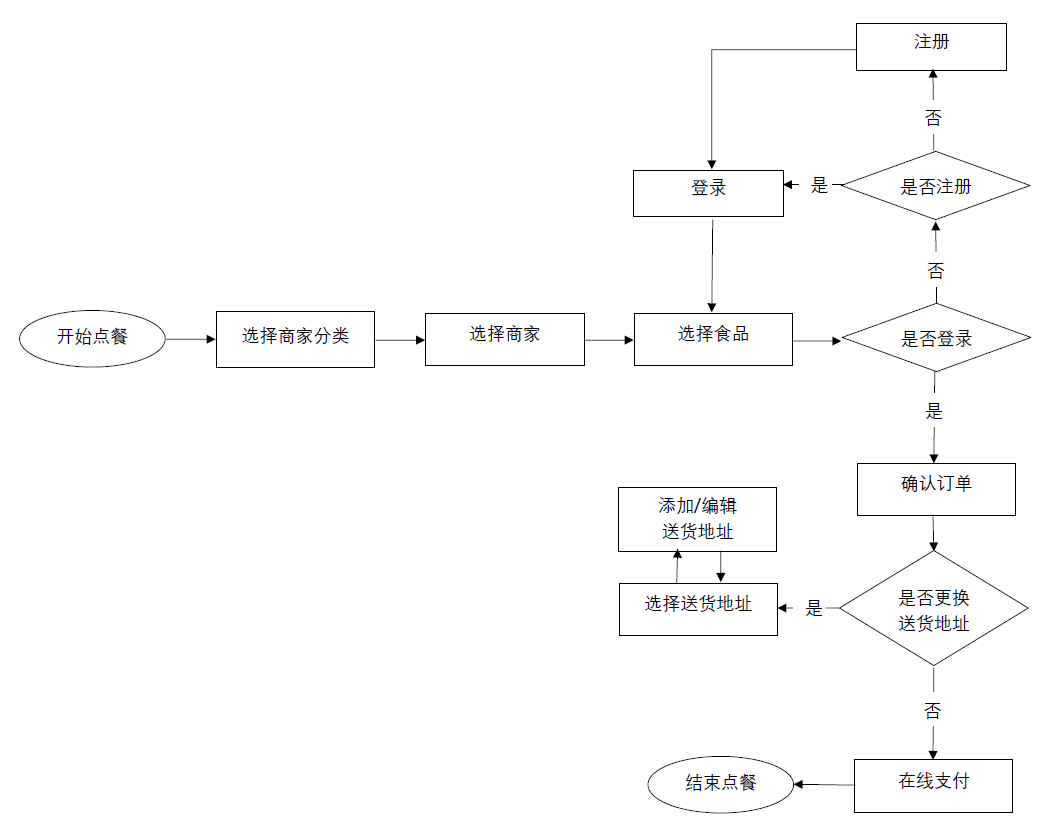 注册
否
登录
是
是否注册
否
开始点餐
选择商家分类
选择商家
选择食品
是否登录
是
确认订单
添加/编辑
送货地址
选择送货地址
是
是否更换
送货地址
否
结束点餐
在线支付